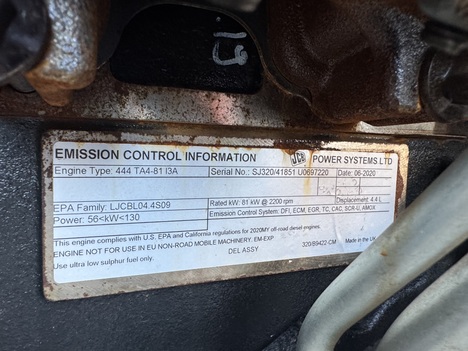 EMISSION CONTROL INFORMATION JCB POWER SYSTEMS LTD
Engine Type: 444 TA4-81 I3A Serial No.: SJ320/41851 U0697220 06-2020
EPA Family: LJCBL04.4S09 Rated kW: 81 kW @ 2200 rpm Displacement: 4.4 L
Power: 56<kW<130 Emission Control System: DFI, ECM, EGR, TC, CAC, SCR-U, AMOX
This engine complies with U.S. EPA and California regulations for 2020MY off-road diesel engines.
ENGINE NOT FOR USE IN EU NON-ROAD MOBILE MACHINERY, EM-EXP
Use ultra low sulphur fuel only. DEL ASSY 320/B9422 CM Made in the UK